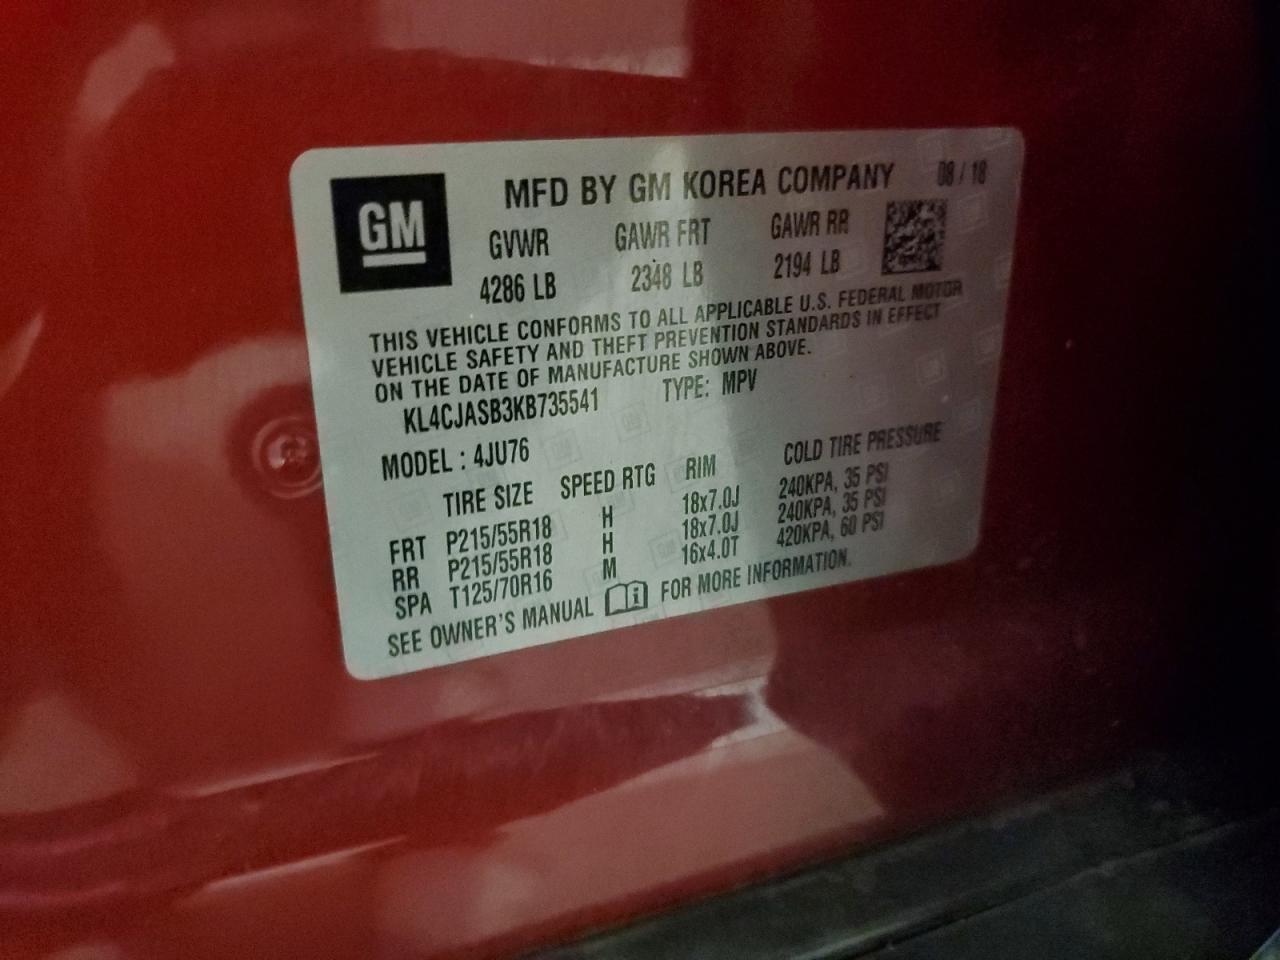 GM
MFD BY GM KOREA COMPANY 08 / 18
GVWR GAWR FRT GAWR RR
4286 LB 2348 LB 2194 LB
THIS VEHICLE CONFORMS TO ALL APPLICABLE U.S. FEDERAL MOTOR
VEHICLE SAFETY AND THEFT PREVENTION STANDARDS IN EFFECT
ON THE DATE OF MANUFACTURE SHOWN ABOVE.
KL4CJASB3KB735541 TYPE: MPV
MODEL : 4JU76
TIRE SIZE SPEED RTG RIM COLD TIRE PRESSURE
FRT P215/55R18 H 18x7.0J 240KPA, 35 PSI
RR P215/55R18 H 18x7.0J 240KPA, 35 PSI
SPA T125/70R16 M 16x4.0T 420KPA, 60 PSI
SEE OWNER'S MANUAL i FOR MORE INFORMATION.